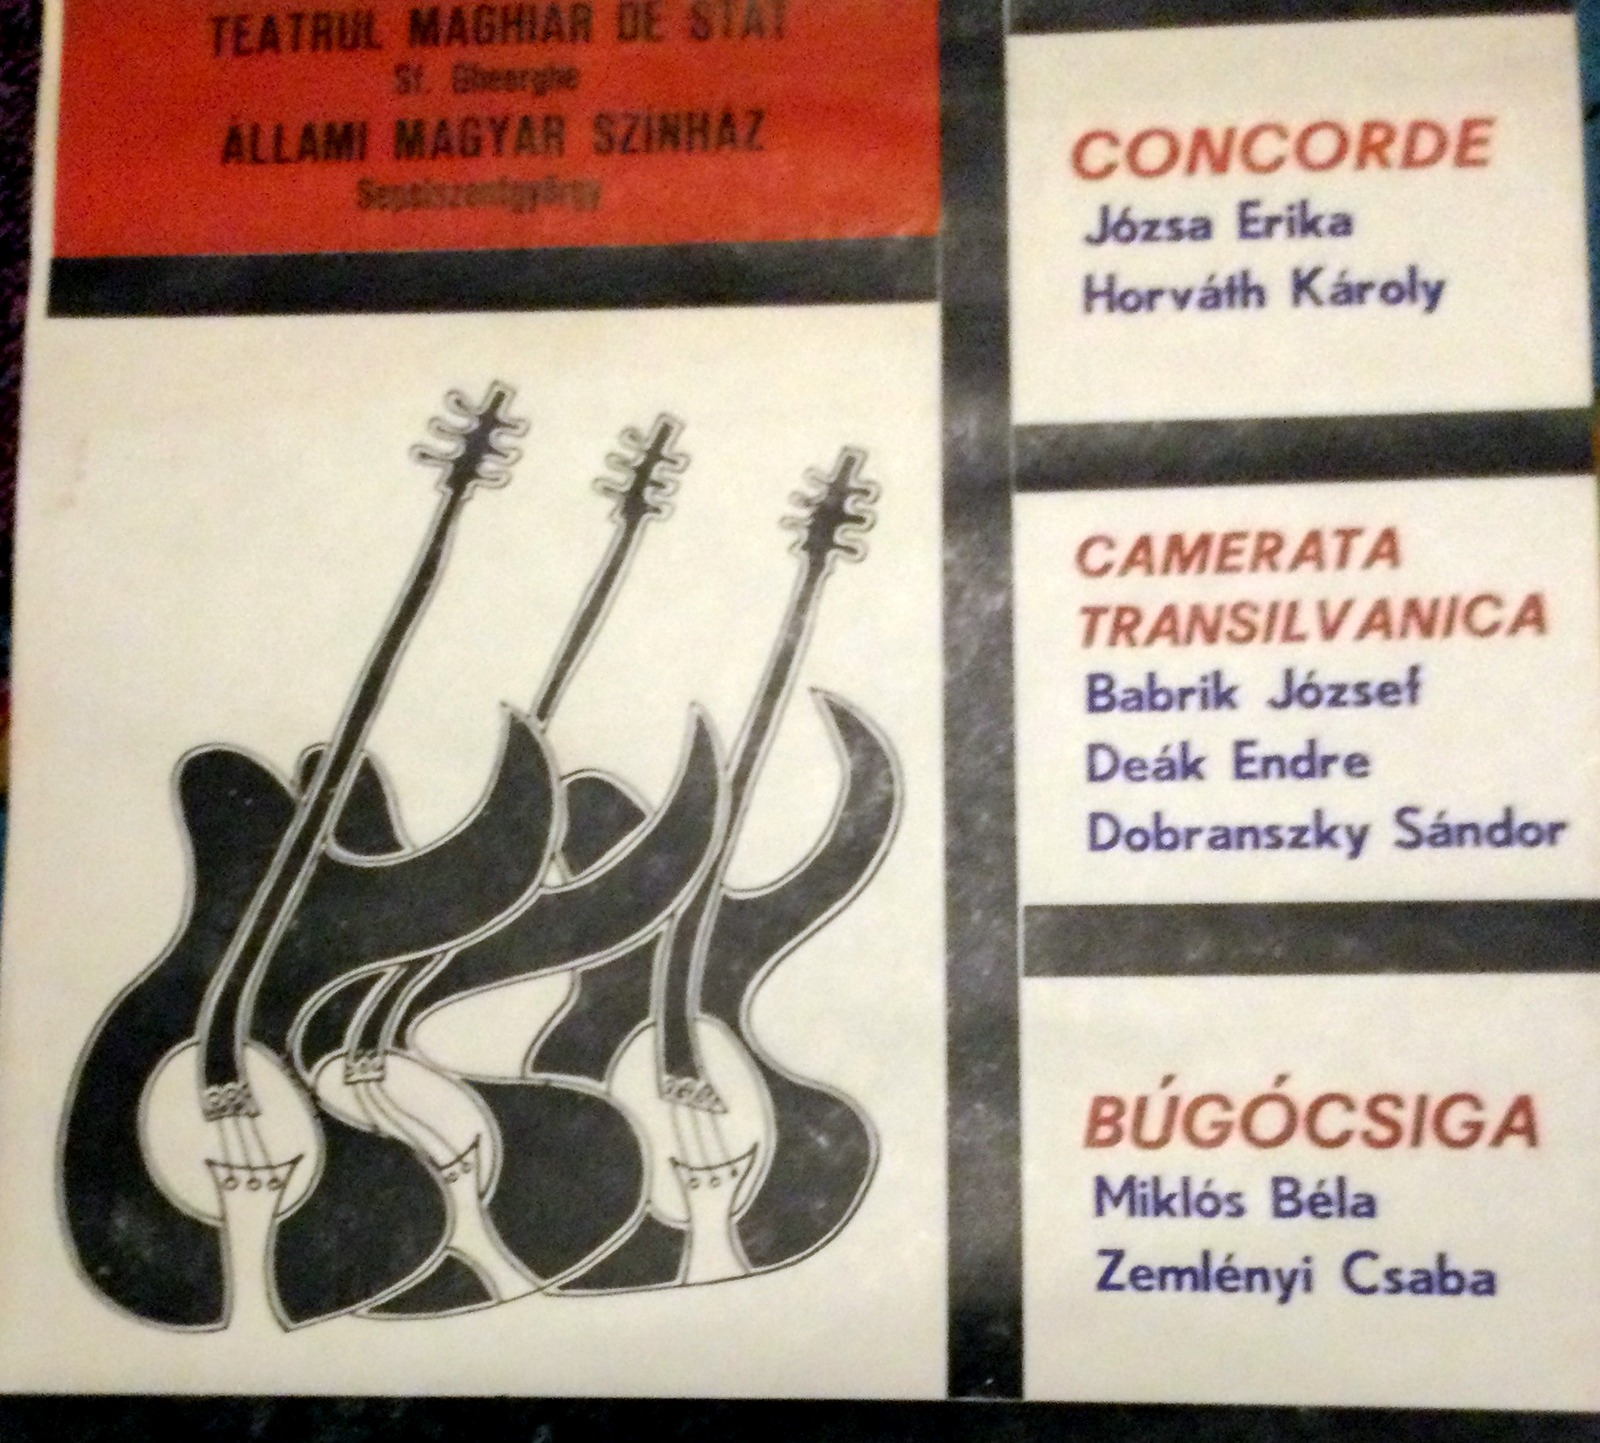 TEATRUL MAGHIAR DE STAT
Sf. Gheorghe
ÁLLAMI MAGYAR SZÍNHÁZ
Sepsiszentgyörgy
CONCORDE
Józsa Erika
Horváth Károly
CAMERATA
TRANSILVANICA
Babrik József
Deák Endre
Dobranszky Sándor
BÚGÓCSIGA
Miklós Béla
Zemlényi Csaba